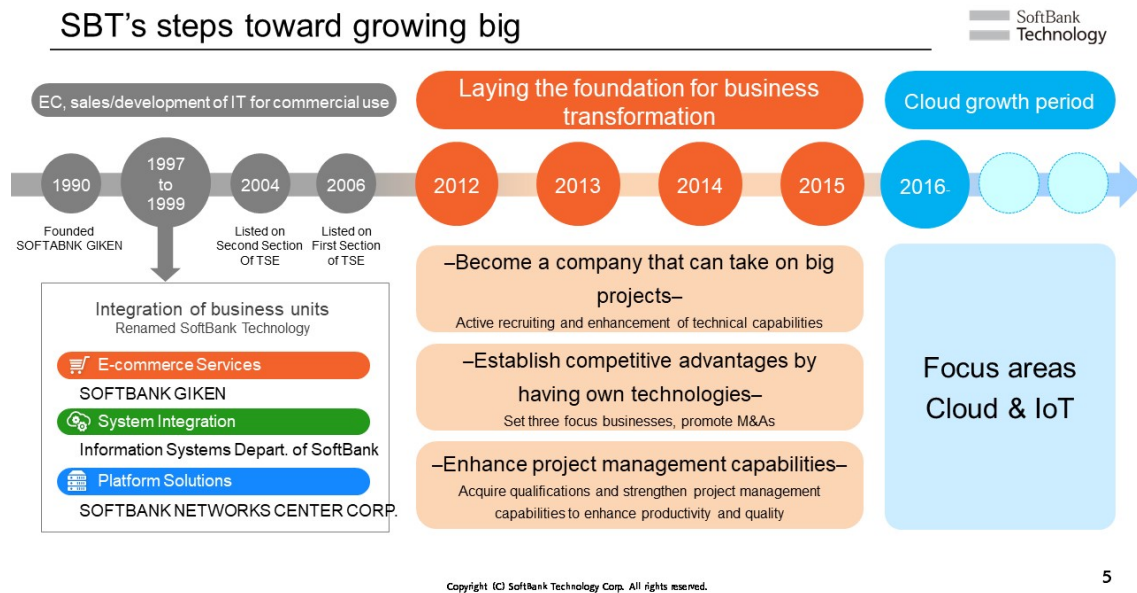 SBT's steps toward growing big
SoftBank
Technology
EC, sales/development of IT for commercial use
Laying the foundation for business
transformation
Cloud growth period
1990
1997
to
1999
2004
2006
2012
2013
2014
2015
2016-
Founded
SOFTABNK GIKEN
Listed on
Second Section
Of TSE
Listed on
First Section
of TSE
Integration of business units
Renamed SoftBank Technology
E-commerce Services
SOFTBANK GIKEN
System Integration
Information Systems Depart. of SoftBank
Platform Solutions
SOFTBANK NETWORKS CENTER CORP.
–Become a company that can take on big
projects–
Active recruiting and enhancement of technical capabilities
–Establish competitive advantages by
having own technologies–
Set three focus businesses, promote M&As
–Enhance project management capabilities–
Acquire qualifications and strengthen project management
capabilities to enhance productivity and quality
Focus areas
Cloud & IoT
Copyright (C) SoftBank Technology Corp. All rights reserved.
5